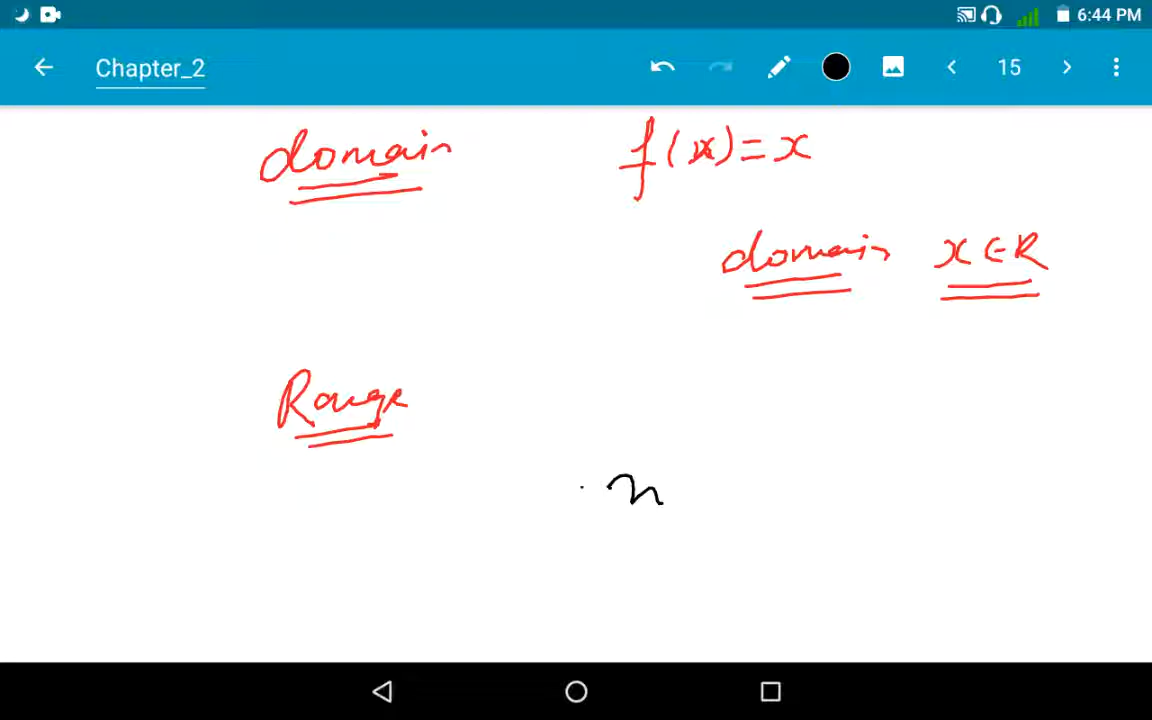 6:44 PM
Chapter_2
15
domain f(x)=x
domain x∈R
Range